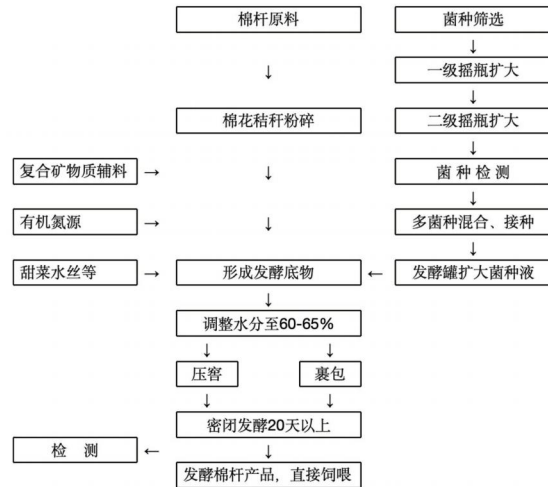 棉杆原料
菌种筛选
一级摇瓶扩大
棉花秸秆粉碎
二级摇瓶扩大
复合矿物质辅料
菌 种 检 测
有机氮源
多菌种混合、接种
甜菜水丝等
形成发酵底物
发酵罐扩大菌种液
调整水分至60-65%
压窖
裹包
密闭发酵20天以上
检 测
发酵棉杆产品，直接饲喂